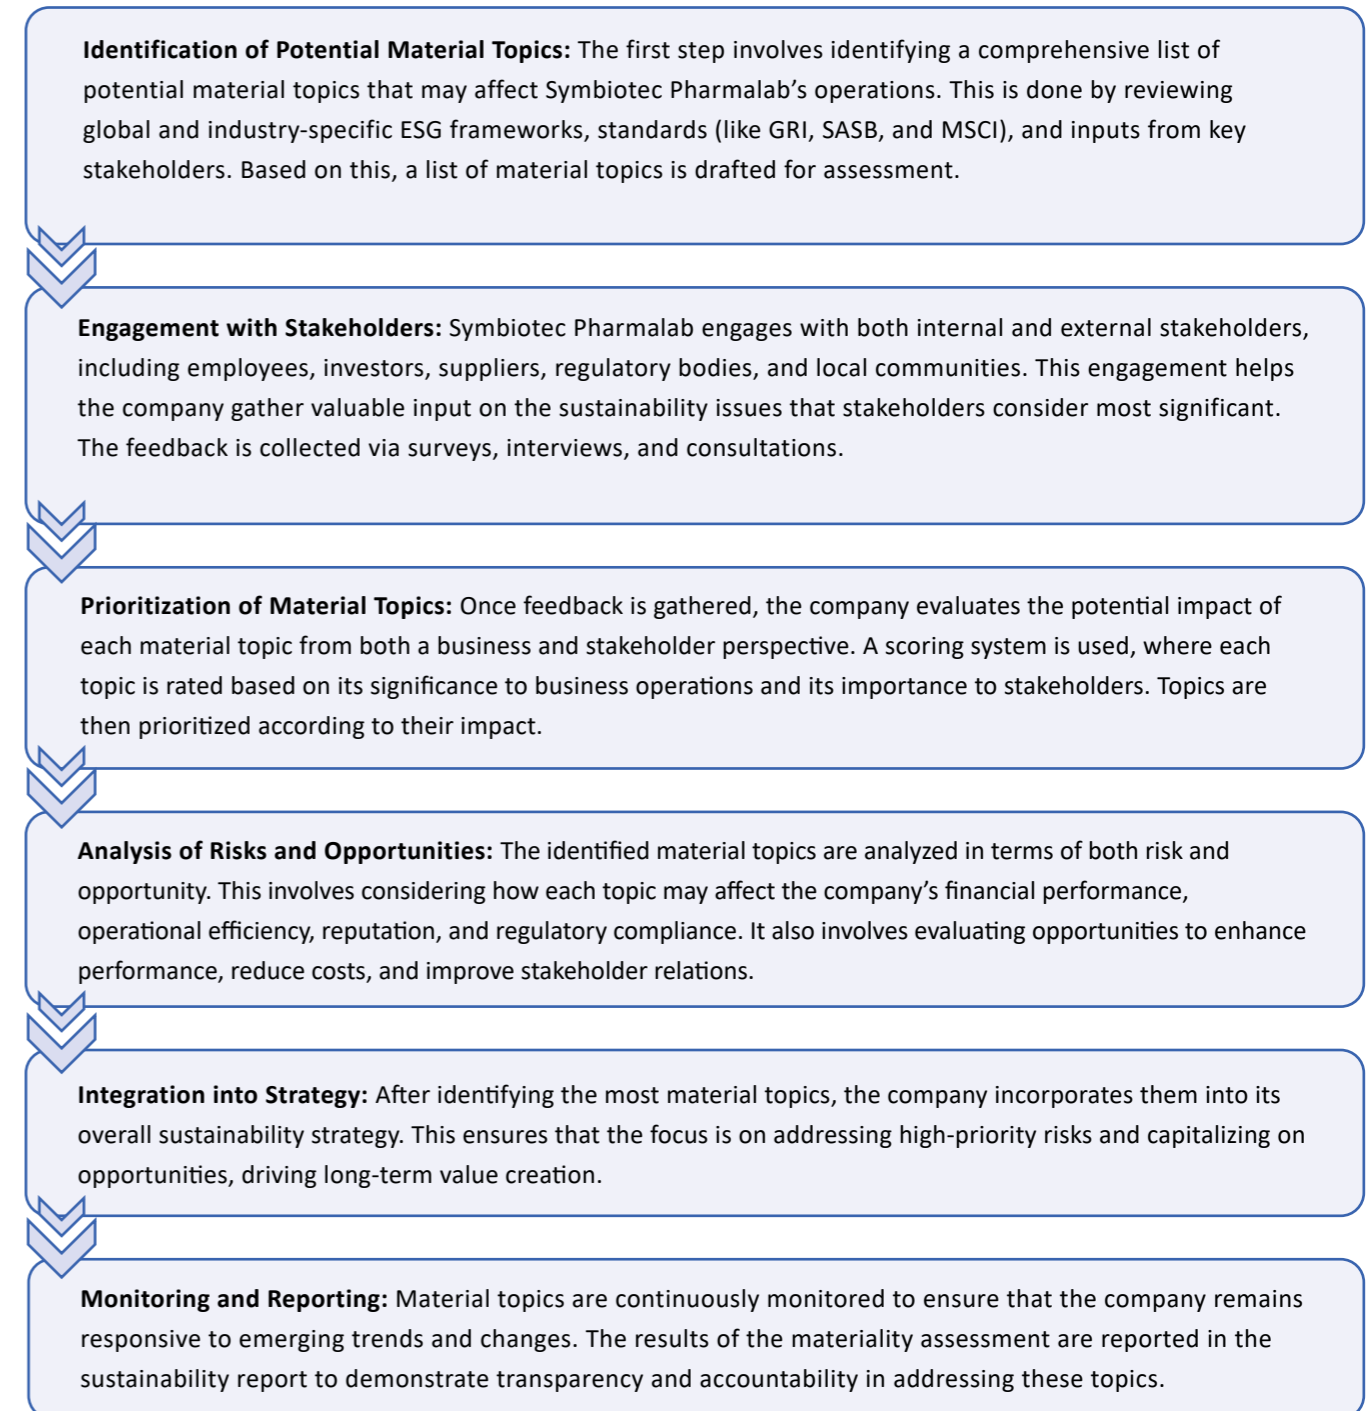 Identification of Potential Material Topics: The first step involves identifying a comprehensive list of
potential material topics that may affect Symbiotec Pharmalab’s operations. This is done by reviewing
global and industry-specific ESG frameworks, standards (like GRI, SASB, and MSCI), and inputs from key
stakeholders. Based on this, a list of material topics is drafted for assessment.
Engagement with Stakeholders: Symbiotec Pharmalab engages with both internal and external stakeholders,
including employees, investors, suppliers, regulatory bodies, and local communities. This engagement helps
the company gather valuable input on the sustainability issues that stakeholders consider most significant.
The feedback is collected via surveys, interviews, and consultations.
Prioritization of Material Topics: Once feedback is gathered, the company evaluates the potential impact of
each material topic from both a business and stakeholder perspective. A scoring system is used, where each
topic is rated based on its significance to business operations and its importance to stakeholders. Topics are
then prioritized according to their impact.
Analysis of Risks and Opportunities: The identified material topics are analyzed in terms of both risk and
opportunity. This involves considering how each topic may affect the company’s financial performance,
operational efficiency, reputation, and regulatory compliance. It also involves evaluating opportunities to enhance
performance, reduce costs, and improve stakeholder relations.
Integration into Strategy: After identifying the most material topics, the company incorporates them into its
overall sustainability strategy. This ensures that the focus is on addressing high-priority risks and capitalizing on
opportunities, driving long-term value creation.
Monitoring and Reporting: Material topics are continuously monitored to ensure that the company remains
responsive to emerging trends and changes. The results of the materiality assessment are reported in the
sustainability report to demonstrate transparency and accountability in addressing these topics.